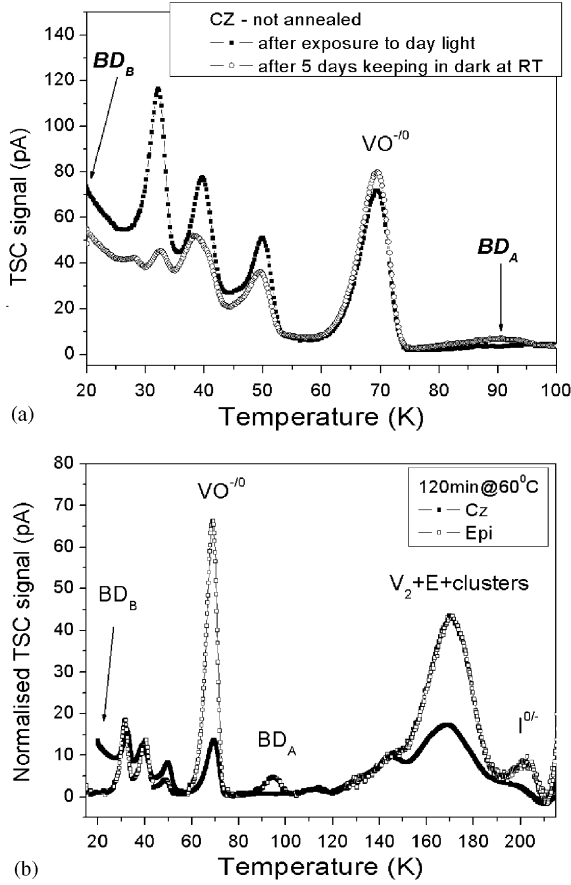 CZ - not annealed
after exposure to day light
after 5 days keeping in dark at RT
BD_B
VO^-/0
BD_A
TSC signal (pA)
140
120
100
80
60
40
20
0
20 30 40 50 60 70 80 90 100
Temperature (K)
(a)
120min@60⁰C
Cz
Epi
VO^-/0
BD_B
V₂+E+clusters
BD_A
I^0/-
Normalised TSC signal (pA)
80
70
60
50
40
30
20
10
0
20 40 60 80 100 120 140 160 180 200
Temperature (K)
(b)